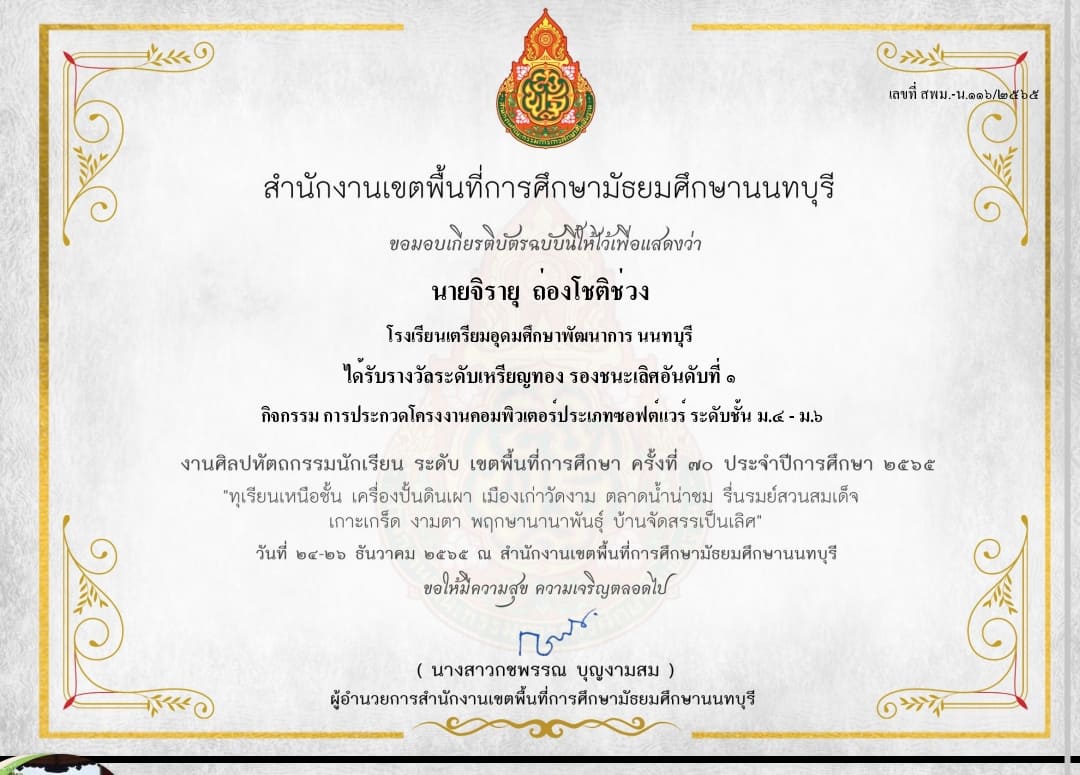 เลขที่ สพม.-น.๑๑๖/๒๕๖๕
สำนักงานเขตพื้นที่การศึกษามัธยมศึกษานนทบุรี
ขอมอบเกียรติบัตรฉบับนี้ให้ไว้เพื่อแสดงว่า
นายจิรายุ ถ่องโชติช่วง
โรงเรียนเตรียมอุดมศึกษาพัฒนาการ นนทบุรี
ได้รับรางวัลระดับเหรียญทอง รองชนะเลิศอันดับที่ ๑
กิจกรรม การประกวดโครงงานคอมพิวเตอร์ประเภทซอฟต์แวร์ ระดับชั้น ม.๔ - ม.๖
งานศิลปหัตถกรรมนักเรียน ระดับ เขตพื้นที่การศึกษา ครั้งที่ ๗๐ ประจำปีการศึกษา ๒๕๖๕
"ทุเรียนเหนือชั้น เครื่องปั้นดินเผา เมืองเก่าวัดงาม ตลาดน้ำน่าชม รื่นรมย์สวนสมเด็จ
เกาะเกร็ด งามตา พฤกษานานาพันธุ์ บ้านจัดสรรเป็นเลิศ"
วันที่ ๒๔-๒๖ ธันวาคม ๒๕๖๕ ณ สำนักงานเขตพื้นที่การศึกษามัธยมศึกษานนทบุรี
ขอให้มีความสุข ความเจริญตลอดไป
( นางสาวกชพรรณ บุญงามสม )
ผู้อำนวยการสำนักงานเขตพื้นที่การศึกษามัธยมศึกษานนทบุรี